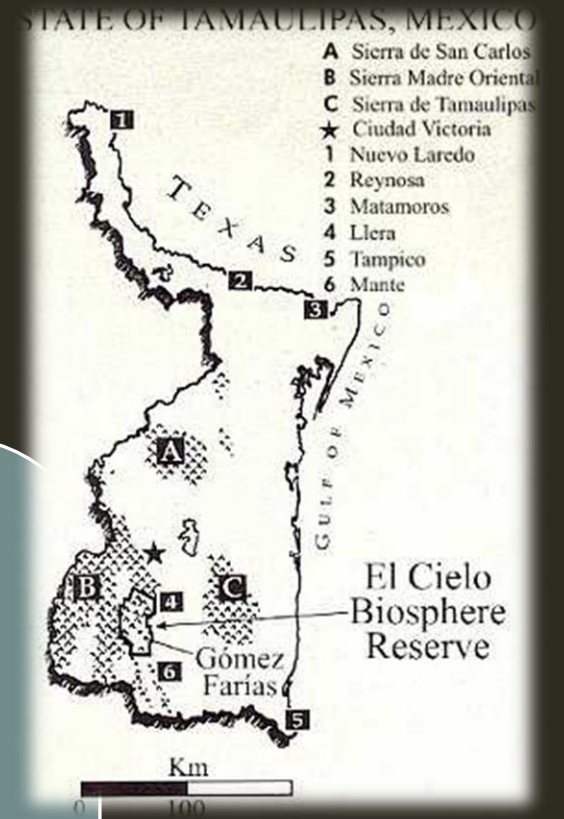 STATE OF TAMAULIPAS, MEXICO
A Sierra de San Carlos
B Sierra Madre Oriental
C Sierra de Tamaulipas
★ Ciudad Victoria
1 Nuevo Laredo
2 Reynosa
3 Matamoros
4 Llera
5 Tampico
6 Mante
1
TEXAS
2
3
GULF OF MEXICO
A
B
C
4
El Cielo
Biosphere
Reserve
Gómez
Farías
6
5
Km
0 100